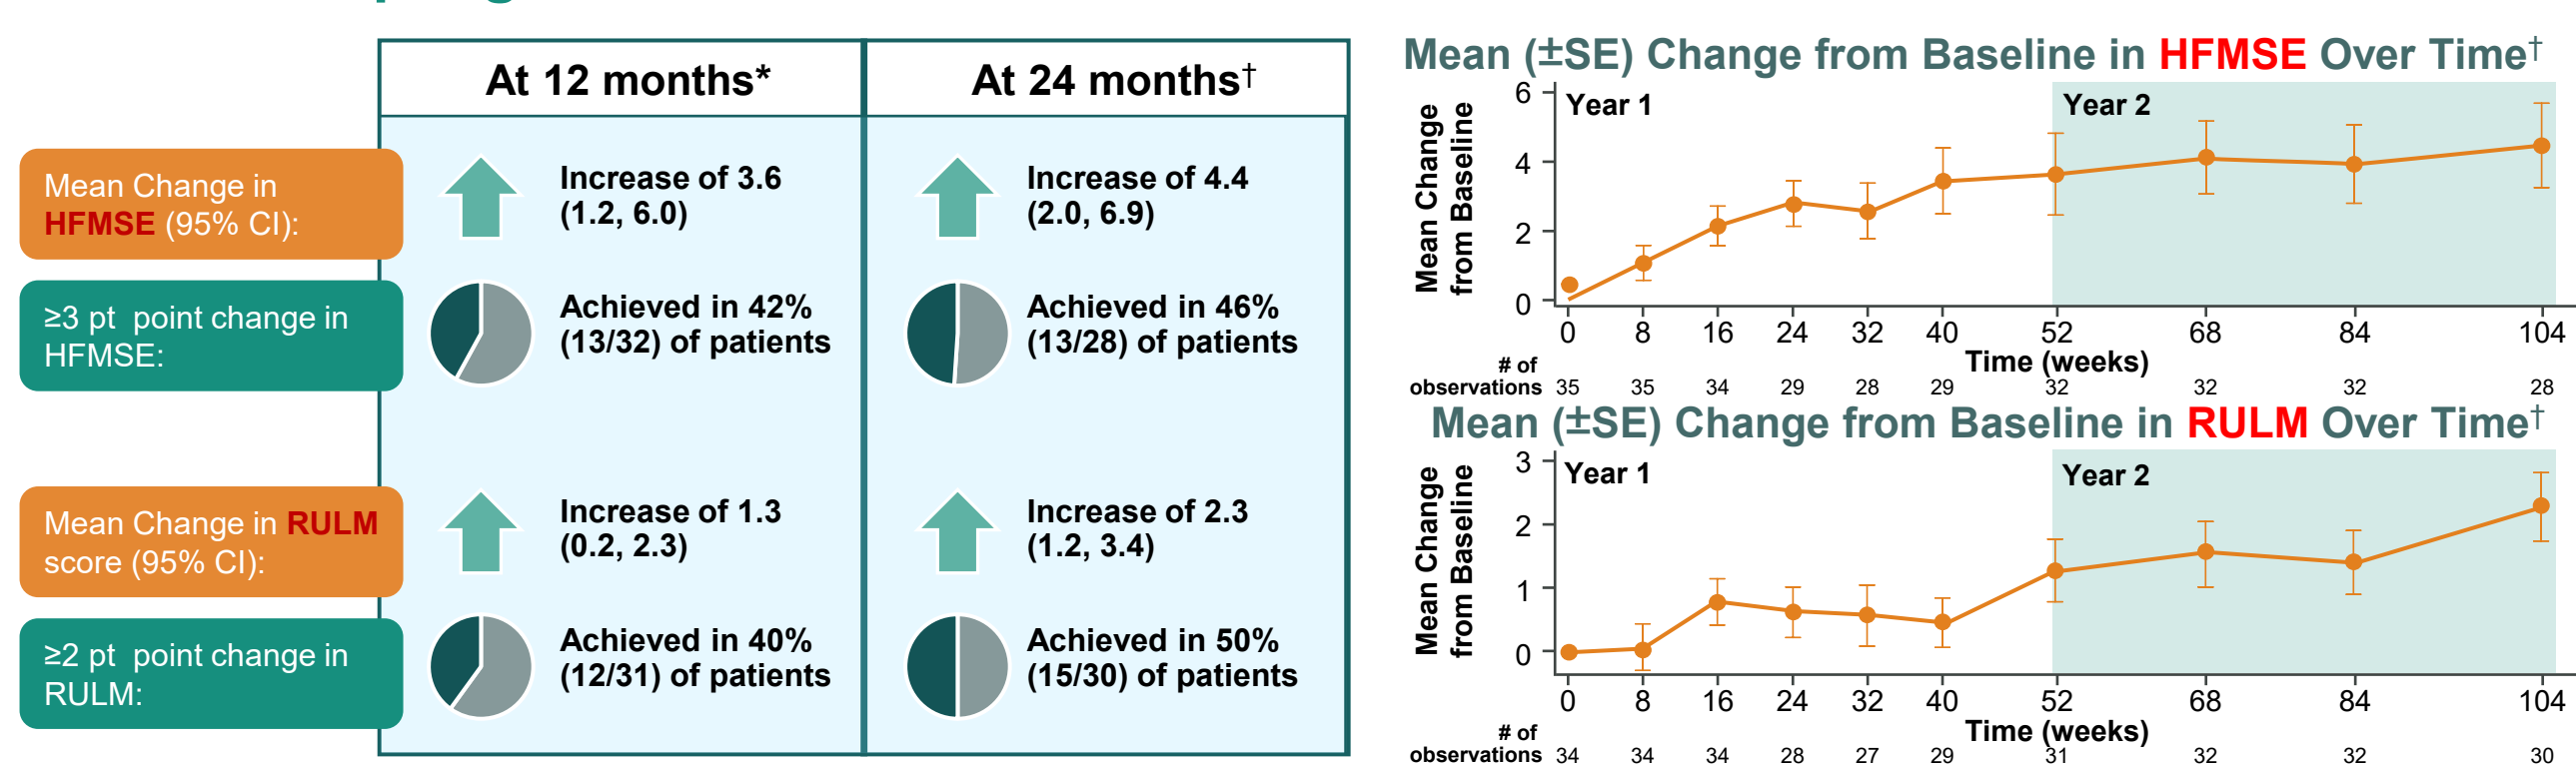 At 12 months*
At 24 months†
Mean Change in
HFMSE (95% CI):
Increase of 3.6
(1.2, 6.0)
Increase of 4.4
(2.0, 6.9)
≥3 pt  point change in
HFMSE:
Achieved in 42%
(13/32) of patients
Achieved in 46%
(13/28) of patients
Mean Change in RULM
score (95% CI):
Increase of 1.3
(0.2, 2.3)
Increase of 2.3
(1.2, 3.4)
≥2 pt  point change in
RULM:
Achieved in 40%
(12/31) of patients
Achieved in 50%
(15/30) of patients
Mean (±SE) Change from Baseline in HFMSE Over Time†
Mean Change
from Baseline
6
4
2
0
Year 1
Year 2
0 8 16 24 32 40 52 68 84 104
Time (weeks)
# of
observations 35 35 34 29 28 29 32 32 32 28
Mean (±SE) Change from Baseline in RULM Over Time†
Mean Change
from Baseline
3
2
1
0
Year 1
Year 2
0 8 16 24 32 40 52 68 84 104
Time (weeks)
# of
observations 34 34 34 28 27 29 31 32 32 30